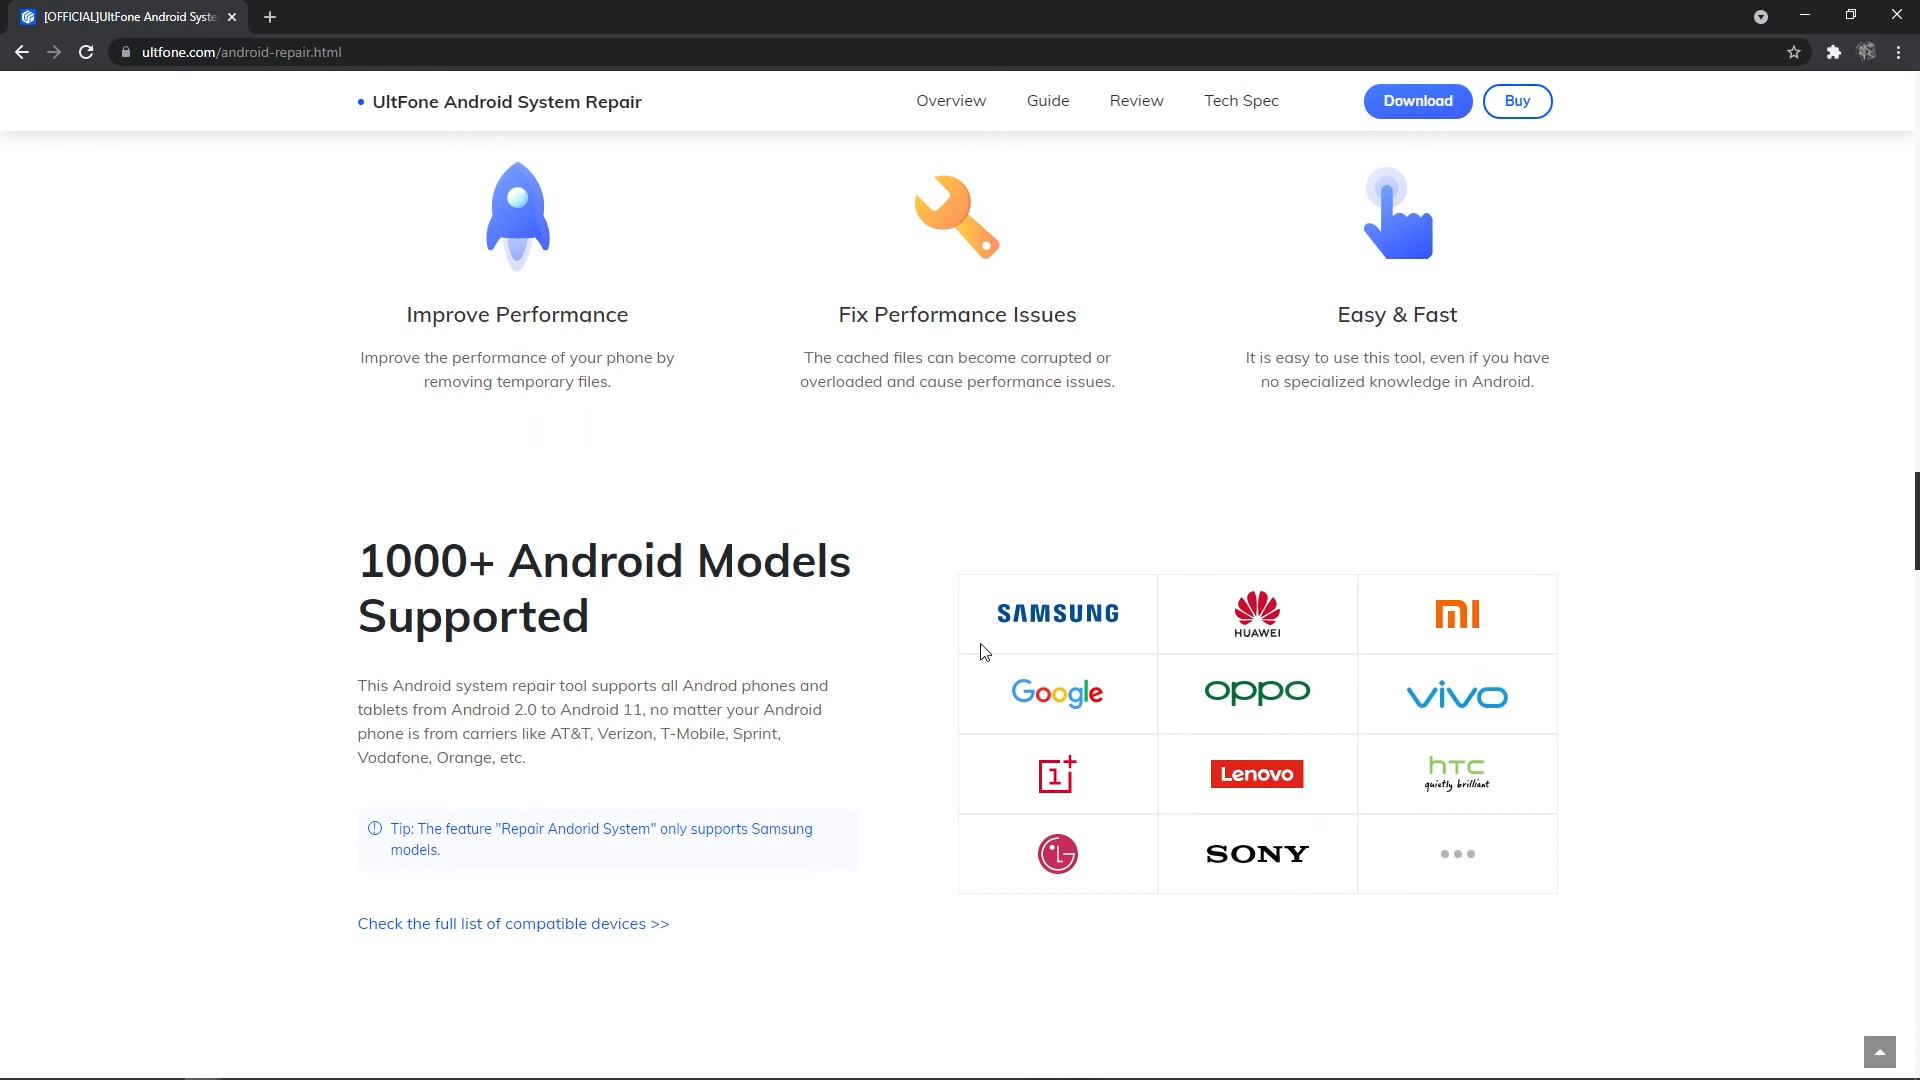 [OFFICIAL]UltFone Android Syste
ultfone.com/android-repair.html
UltFone Android System Repair
Overview
Guide
Review
Tech Spec
Download
Buy
Improve Performance
Improve the performance of your phone by
removing temporary files.
Fix Performance Issues
The cached files can become corrupted or
overloaded and cause performance issues.
Easy & Fast
It is easy to use this tool, even if you have
no specialized knowledge in Android.
1000+ Android Models
Supported
This Android system repair tool supports all Androd phones and
tablets from Android 2.0 to Android 11, no matter your Android
phone is from carriers like AT&T, Verizon, T-Mobile, Sprint,
Vodafone, Orange, etc.
Tip: The feature "Repair Andorid System" only supports Samsung
models.
Check the full list of compatible devices >>
SAMSUNG
HUAWEI
MI
Google
oppo
vivo
1+
Lenovo
hTC
quietly brilliant
LG
SONY